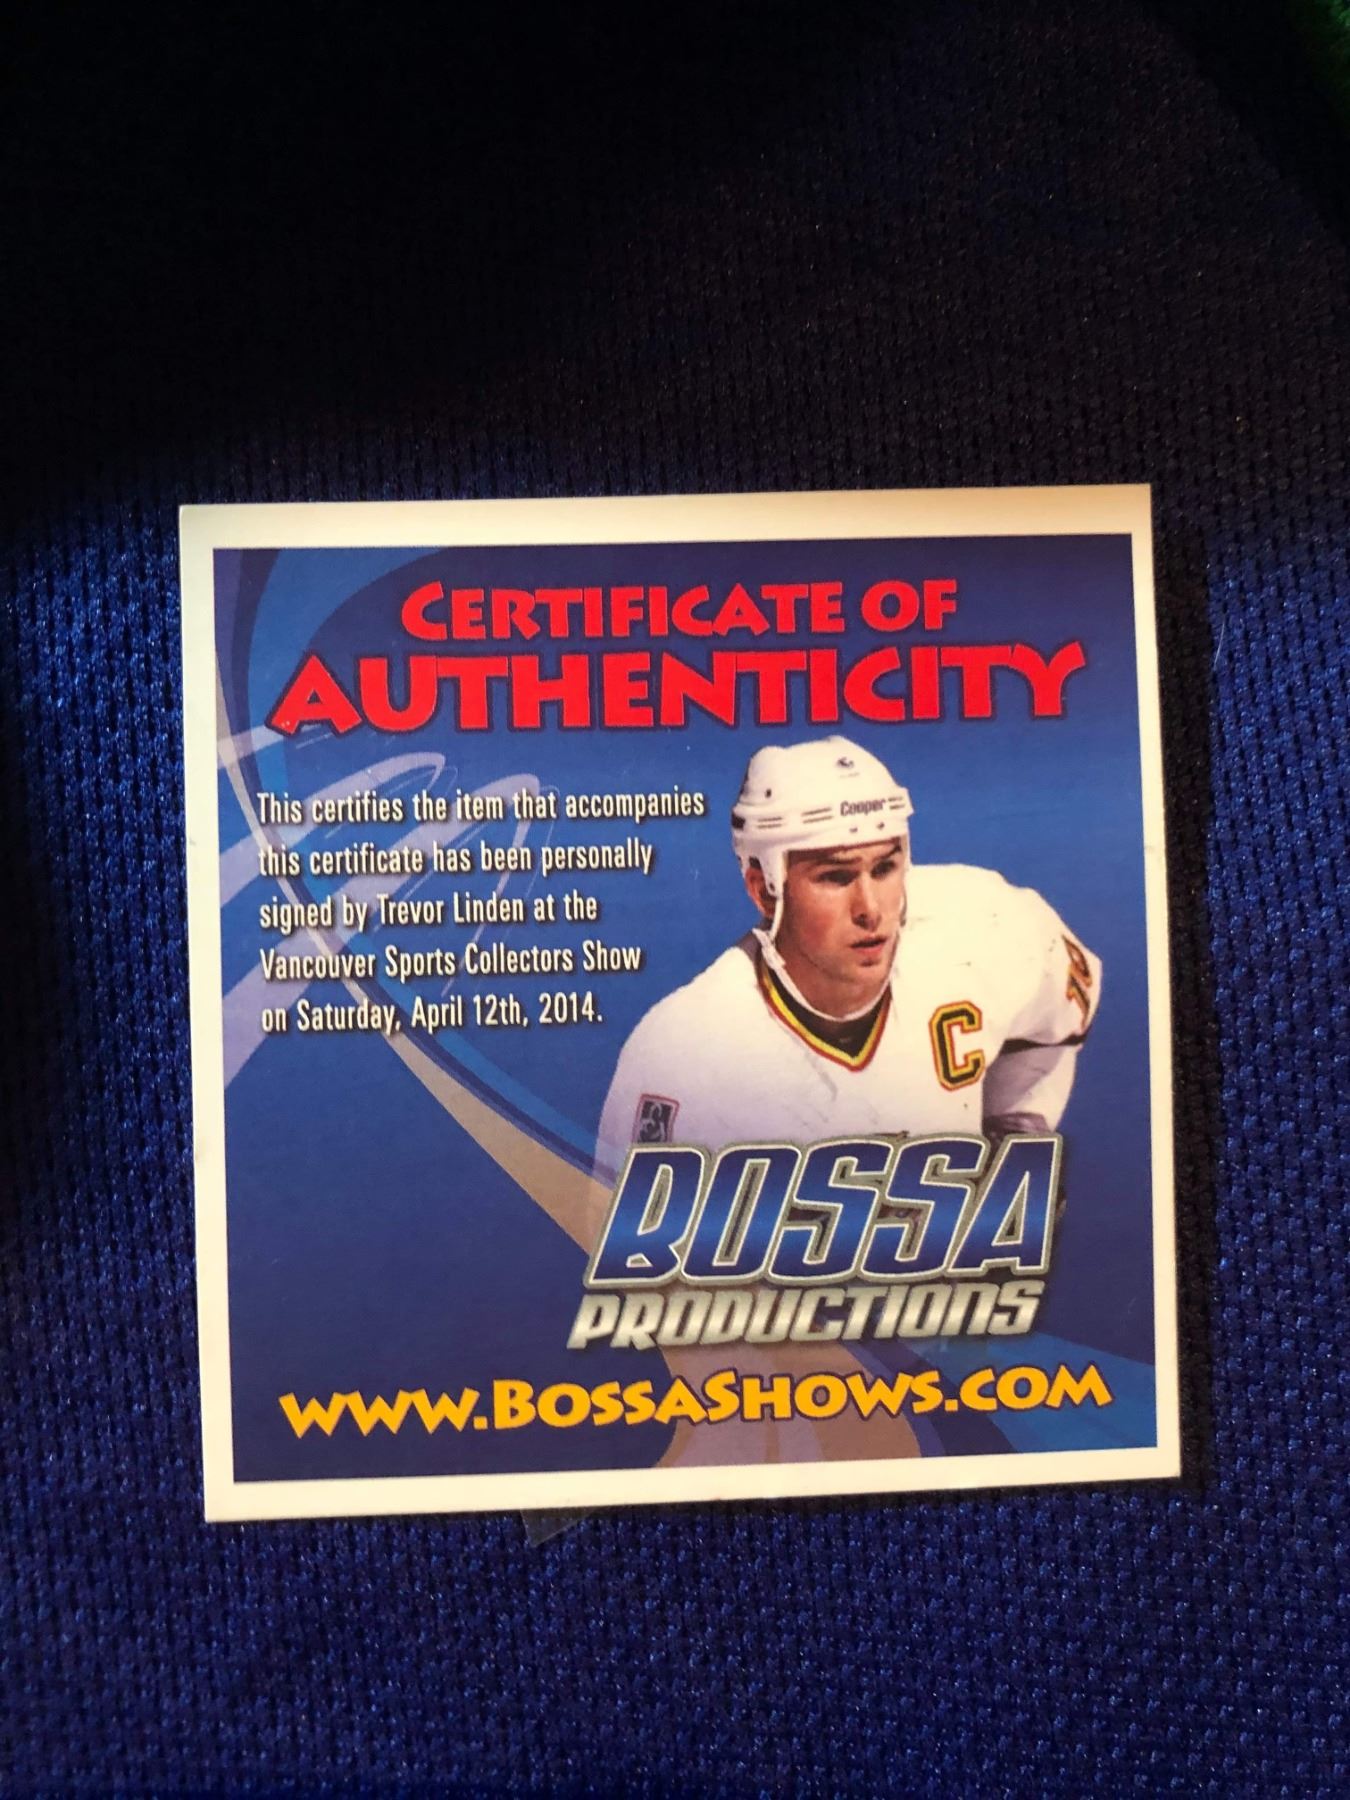 CERTIFICATE OF
AUTHENTICITY
This certifies the item that accompanies
this certificate has been personally
signed by Trevor Linden at the
Vancouver Sports Collectors Show
on Saturday, April 12th, 2014.
Cooper
C
BOSSA
PRODUCTIONS
WWW.BOSSASHOWS.COM